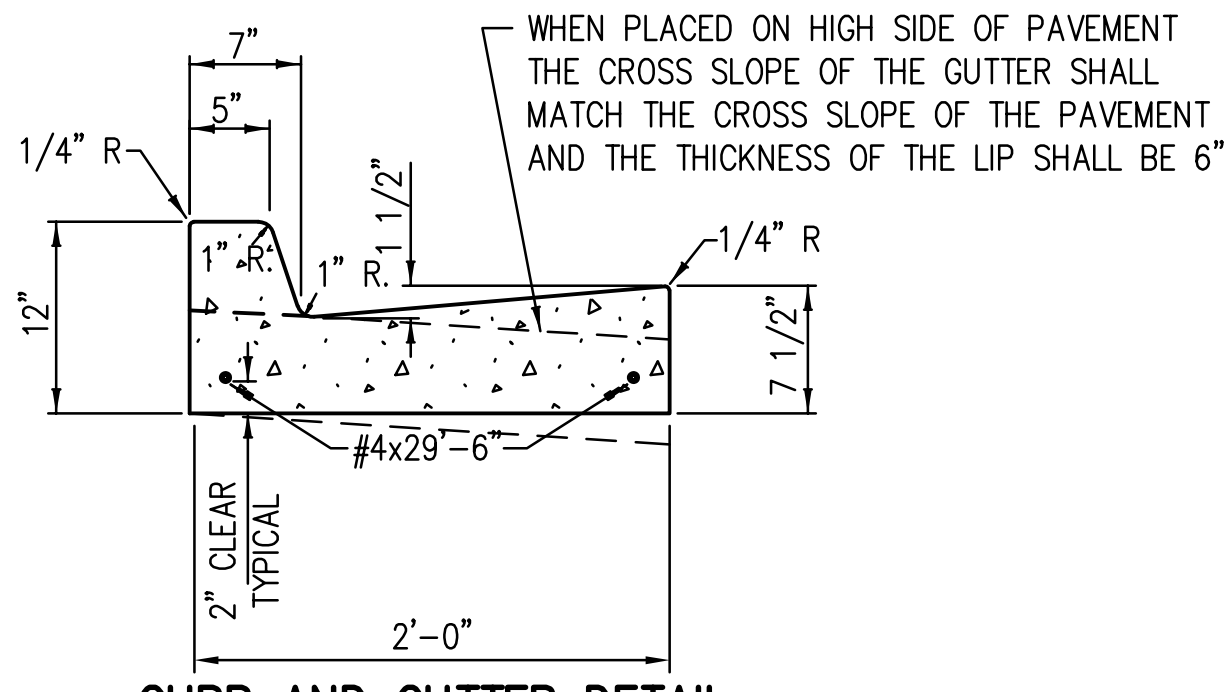 7"
WHEN PLACED ON HIGH SIDE OF PAVEMENT
THE CROSS SLOPE OF THE GUTTER SHALL
MATCH THE CROSS SLOPE OF THE PAVEMENT
AND THE THICKNESS OF THE LIP SHALL BE 6"
5"
1/4" R
1 1/2"
1/4" R
1" R.
1" R.
12"
7 1/2"
#4x29'-6"
2" CLEAR
TYPICAL
2'-0"
CURB AND GUTTER DETAIL